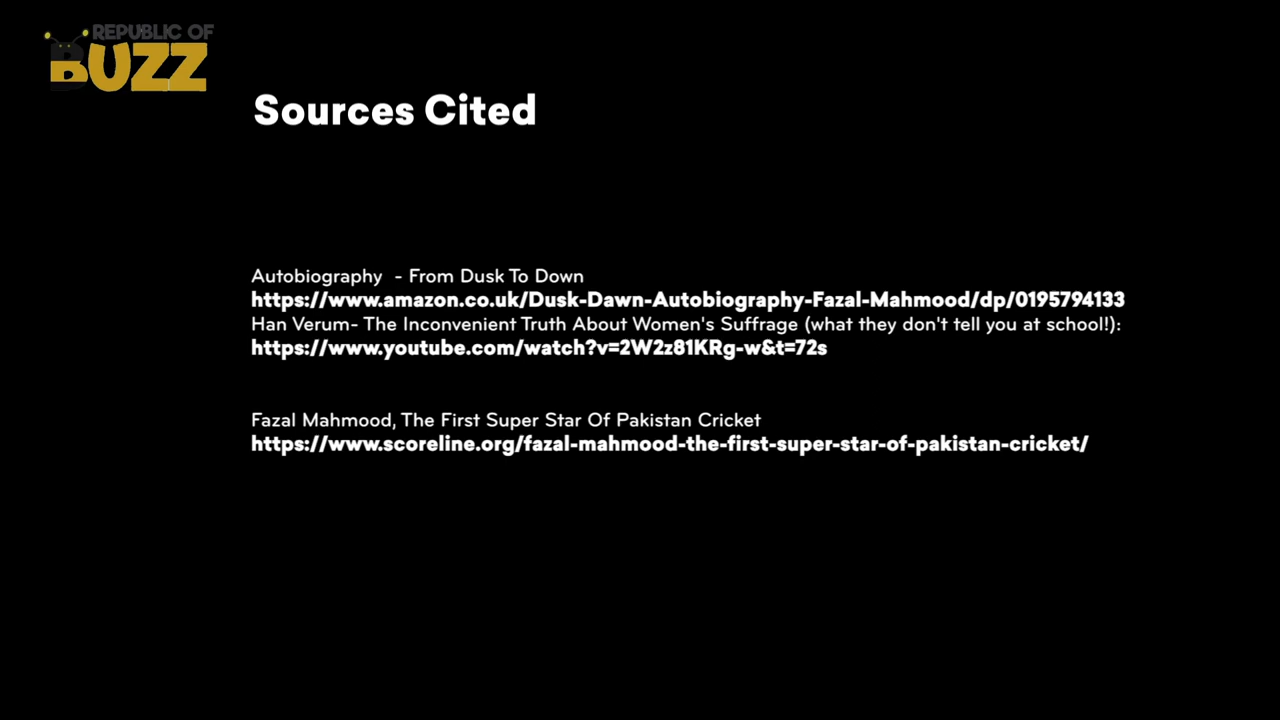 REPUBLIC OF
BUZZ
Sources Cited
Autobiography - From Dusk To Down
https://www.amazon.co.uk/Dusk-Dawn-Autobiography-Fazal-Mahmood/dp/0195794133
Han Verum- The Inconvenient Truth About Women's Suffrage (what they don't tell you at school!):
https://www.youtube.com/watch?v=2W2z81KRg-w&t=72s
Fazal Mahmood, The First Super Star Of Pakistan Cricket
https://www.scoreline.org/fazal-mahmood-the-first-super-star-of-pakistan-cricket/